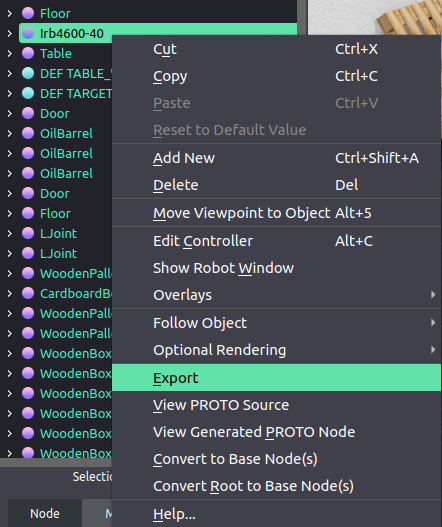 Floor
Irb4600-40
Table
DEF TABLE_
DEF TARGET
Door
OilBarrel
OilBarrel
OilBarrel
Door
Floor
LJoint
LJoint
WoodenPall
CardboardB
WoodenPall
WoodenPall
WoodenBox
WoodenBox
WoodenBox
WoodenBox
WoodenBox
WoodenBox
Selectio
Node
M
Cut Ctrl+X
Copy Ctrl+C
Paste Ctrl+V
Reset to Default Value
Add New Ctrl+Shift+A
Delete Del
Move Viewpoint to Object Alt+5
Edit Controller Alt+C
Show Robot Window
Overlays
Follow Object
Optional Rendering
Export
View PROTO Source
View Generated PROTO Node
Convert to Base Node(s)
Convert Root to Base Node(s)
Help...